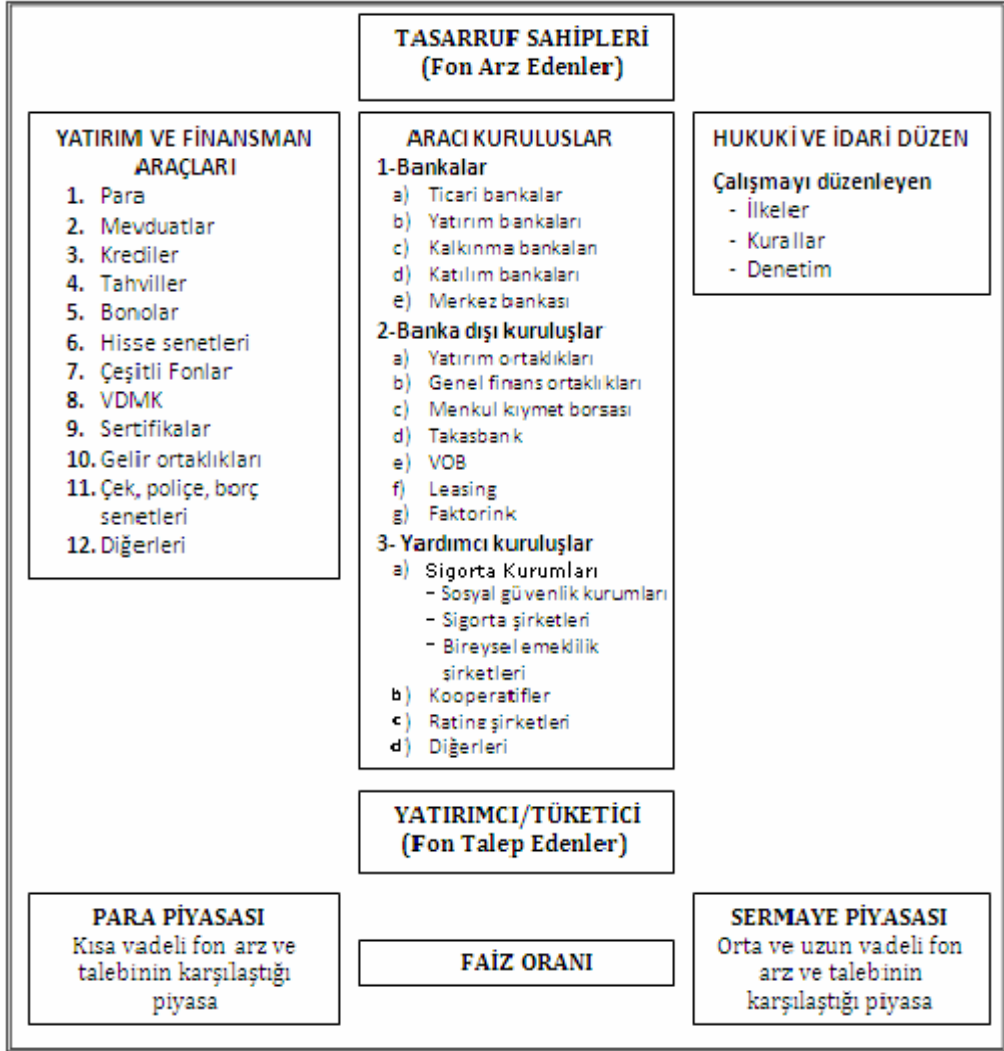 TASARRUF SAHİPLERİ
(Fon Arz Edenler)
YATIRIM VE FİNANSMAN
ARAÇLARI
1. Para
2. Mevduatlar
3. Krediler
4. Tahviller
5. Bonolar
6. Hisse senetleri
7. Çeşitli Fonlar
8. VDMK
9. Sertifikalar
10. Gelir ortaklıkları
11. Çek, poliçe, borç
senetleri
12. Diğerleri
ARACI KURULUSLAR
1-Bankalar
a) Ticari bankalar
b) Yatırım bankaları
c) Kalkınma bankaları
d) Katılım bankaları
e) Merkez bankası
2-Banka dışı kuruluşlar
a) Yatırım ortaklıkları
b) Genel finans ortaklıkları
c) Menkul kıymet borsası
d) Takasbank
e) VOB
f) Leasing
g) Faktorink
3- Yardımcı kuruluşlar
a) Sigorta Kurumları
- Sosyal güvenlik kurumları
- Sigorta şirketleri
- Bireysel emeklilik
şirketleri
b) Kooperatifler
c) Rating şirketleri
d) Diğerleri
HUKUKİ VE İDARİ DÜZEN
Çalışmayı düzenleyen
- İlkeler
- Kurallar
- Denetim
YATIRIMCI/TÜKETİCİ
(Fon Talep Edenler)
PARA PİYASASI
Kısa vadeli fon arz ve
talebinin karşılaştığı
piyasa
FAİZ ORANI
SERMAYE PİYASASI
Orta ve uzun vadeli fon
arz ve talebinin
karşılaştığı piyasa